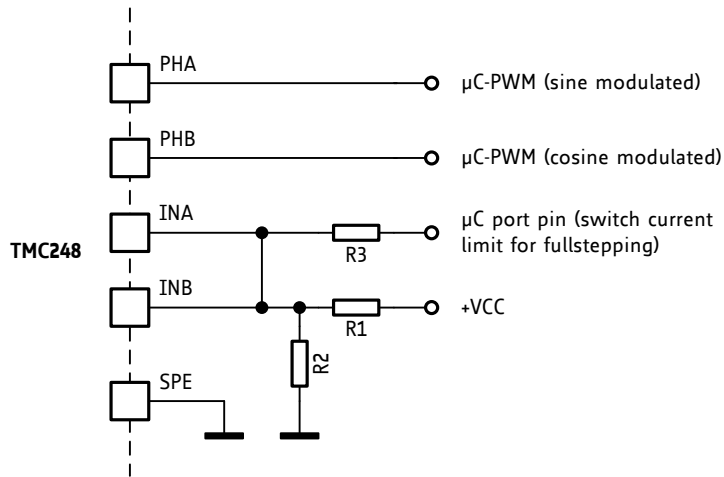 PHA
µC-PWM (sine modulated)
PHB
µC-PWM (cosine modulated)
INA
µC port pin (switch current
limit for fullstepping)
R3
TMC248
INB
+VCC
R1
R2
SPE